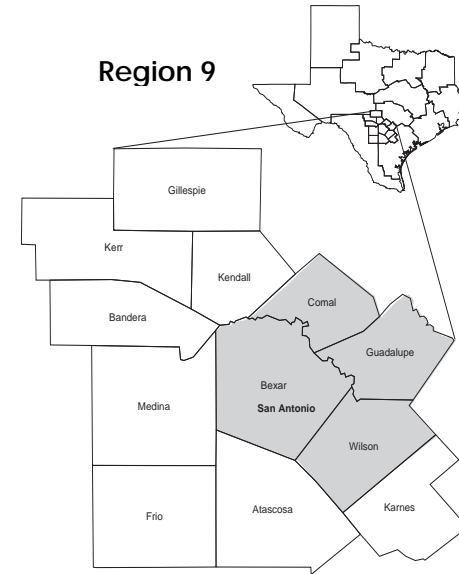 Region 9
Gillespie
Kerr
Kendall
Comal
Bandera
Guadalupe
Bexar
Medina
San Antonio
Wilson
Atascosa
Karnes
Frio